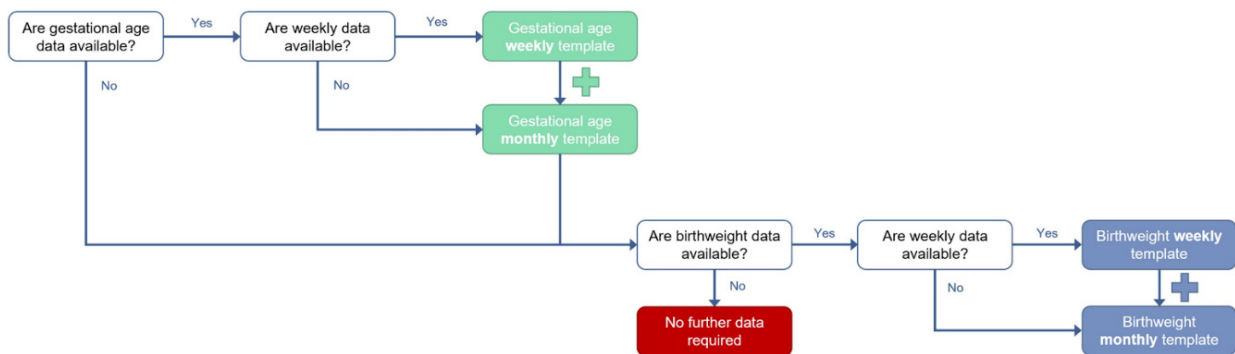 Are gestational age
data available?
Yes
Are weekly data
available?
Yes
Gestational age
weekly template
No
No
Gestational age
monthly template
Are birthweight data
available?
Yes
Are weekly data
available?
Yes
Birthweight weekly
template
No
No
No further data
required
Birthweight
monthly template